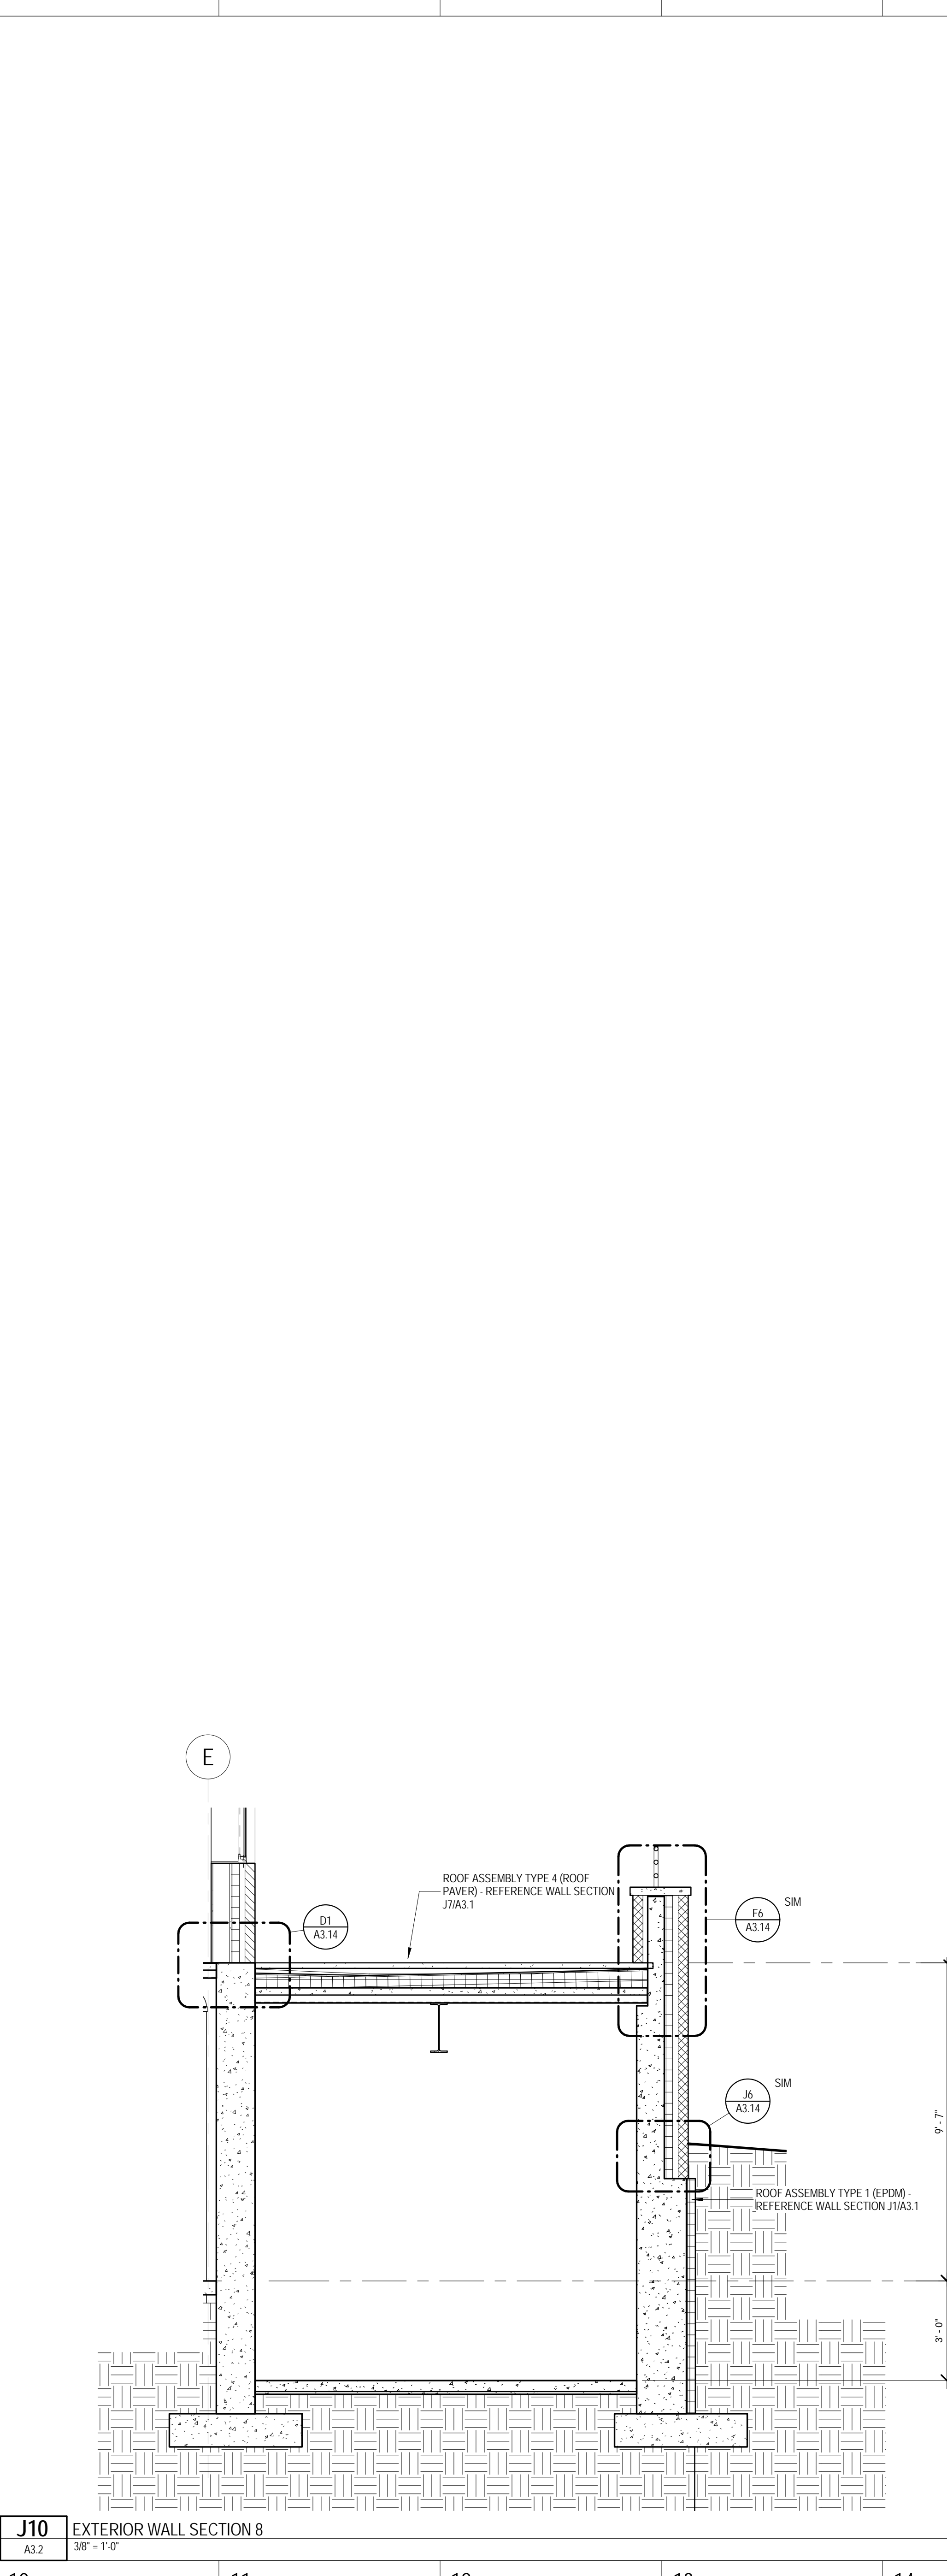 E
ROOF ASSEMBLY TYPE 4 (ROOF
PAVER) - REFERENCE WALL SECTION
J7/A3.1
D1
A3.14
F6
A3.14
SIM
J6
A3.14
SIM
9' - 7"
ROOF ASSEMBLY TYPE 1 (EPDM) -
REFERENCE WALL SECTION J1/A3.1
3' - 0"
J10
A3.2
EXTERIOR WALL SECTION 8
3/8" = 1'-0"